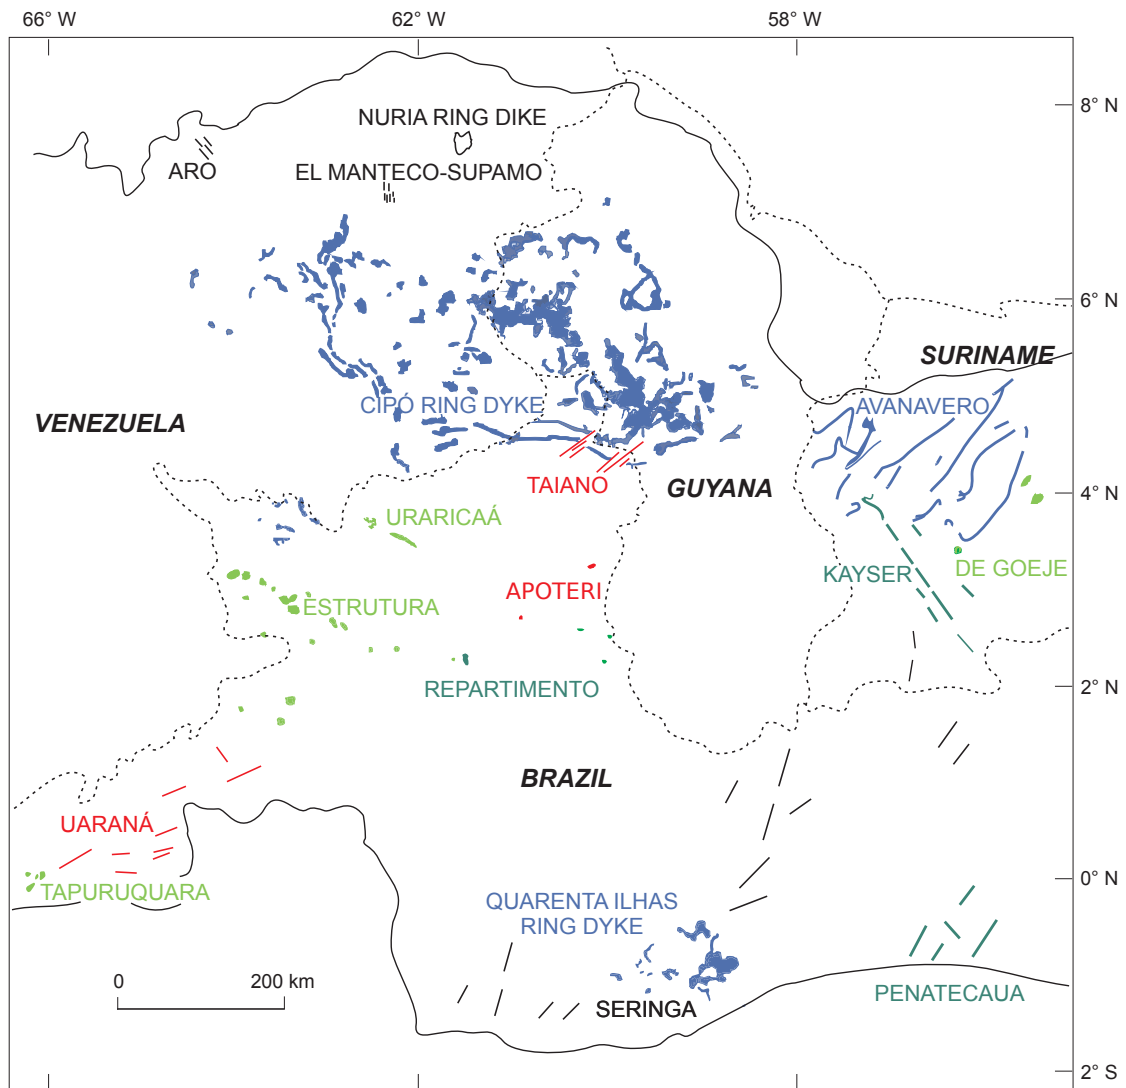 66° W
62° W
58° W
8° N
NURIA RING DIKE
ARO
EL MANTECO-SUPAMO
6° N
SURINAME
CIPÓ RING DYKE
AVANAVERO
VENEZUELA
TAIANO
GUYANA
4° N
URARICAÁ
KAYSER
DE GOEJE
APOTERI
ESTRUTURA
REPARTIMENTO
2° N
BRAZIL
UARANÁ
TAPURUQUARA
0° N
QUARENTA ILHAS
RING DYKE
0
200 km
PENATECAUA
SERINGA
2° S